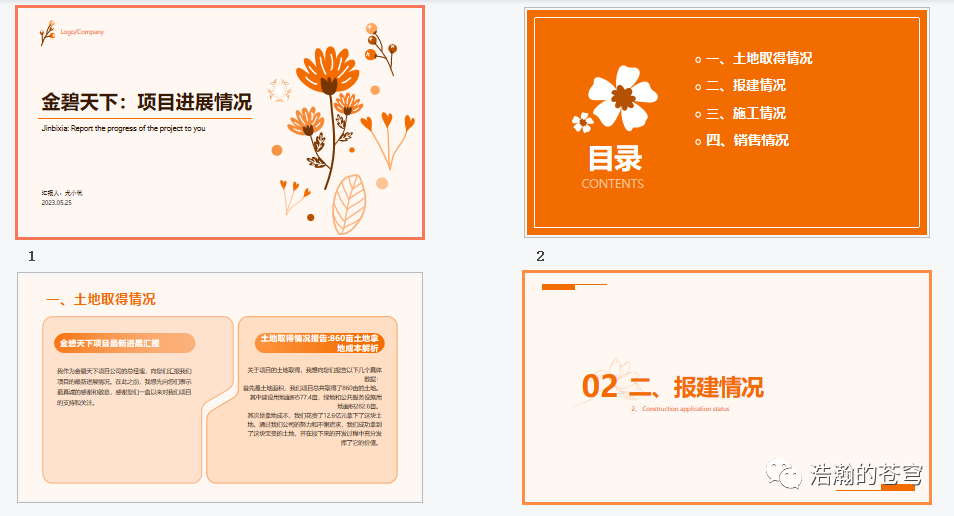 Logo/Company
金碧天下：项目进展情况
Jinbixia: Report the progress of the project to you
汇报人：尤小优
2023.05.25
1
目录
CONTENTS
一、土地取得情况
二、报建情况
三、施工情况
四、销售情况
2
一、土地取得情况
金碧天下项目最新进展汇报
我作为金碧天下项目公司的总经理，向您们汇报我们
项目的最新进展情况。在此之前，我想先向您们表示
最真诚的感谢和敬意，感谢您们一直以来对我们项目
的支持和关注。
土地取得情况报告:860亩土地拿
地成本解析
关于项目的土地取得，我想向您们报告以下几个具体
数据：
首先是土地面积，我们项目总共取得了860亩的土地。
其中建设用地面积577.4亩，绿地和公共服务设施用
地面积282.6亩。
其次是拿地成本，我们花费了12.6亿元拿下了这块土
地。通过我们公司的努力和不懈追求，我们成功拿到
了这块宝贵的土地，并在接下来的开发过程中充分发
挥了它的价值。
02 二、报建情况
2、 Construction application status
浩瀚的苍穹